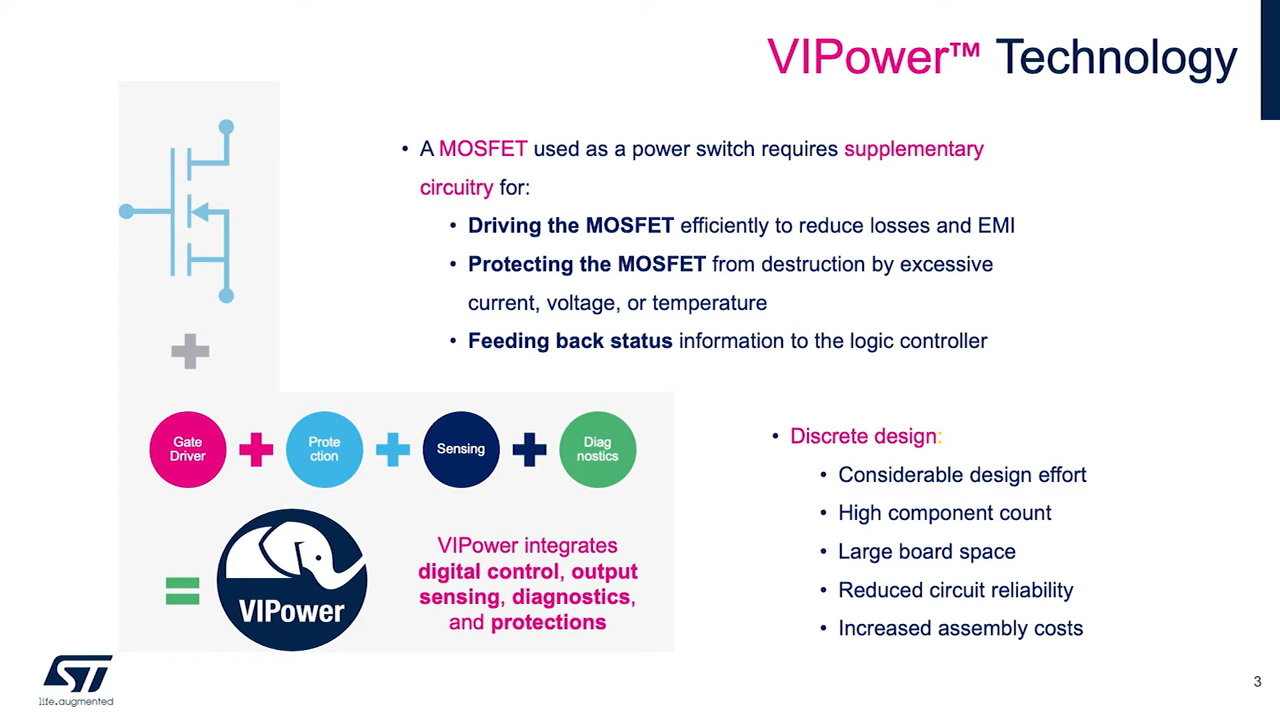 VIPower™ Technology
• A MOSFET used as a power switch requires supplementary
circuitry for:
• Driving the MOSFET efficiently to reduce losses and EMI
• Protecting the MOSFET from destruction by excessive
current, voltage, or temperature
• Feeding back status information to the logic controller
Gate
Driver
Prote
ction
Sensing
Diag
nostics
VIPower
VIPower integrates
digital control, output
sensing, diagnostics,
and protections
• Discrete design:
• Considerable design effort
• High component count
• Large board space
• Reduced circuit reliability
• Increased assembly costs
ST
life.augmented
3